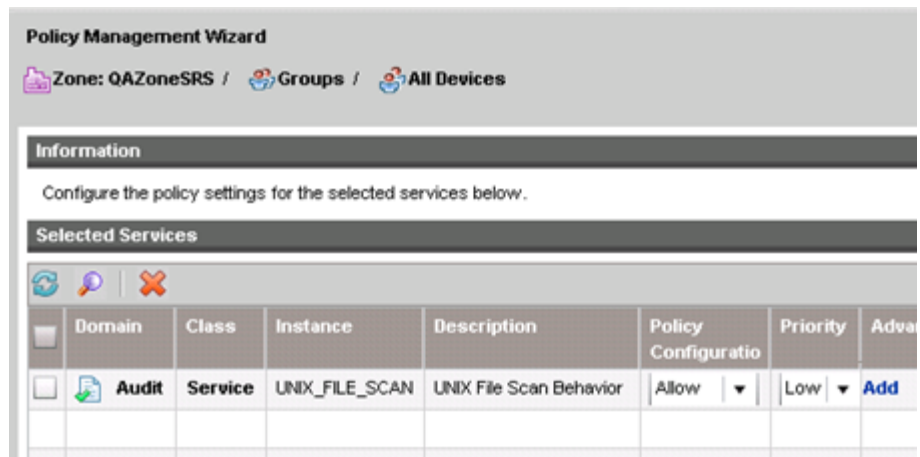 Policy Management Wizard
Zone: QAZoneSRS / Groups / All Devices
Information
Configure the policy settings for the selected services below.
Selected Services
Domain Class Instance Description Policy Configuratio Priority Advar
Audit Service UNIX_FILE_SCAN UNIX File Scan Behavior Allow Low Add